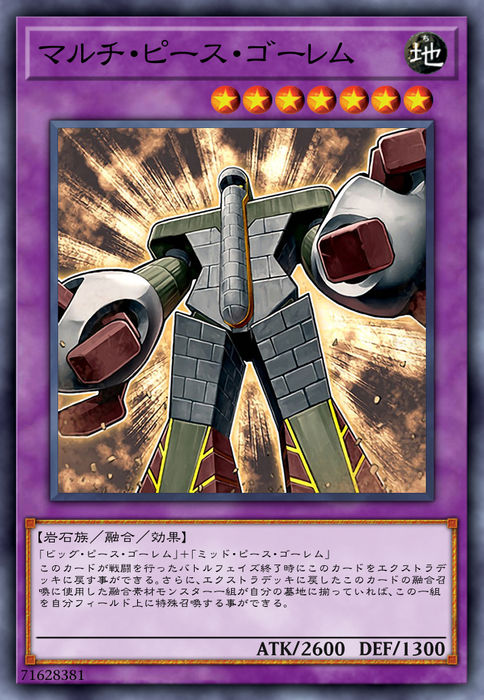 マルチ・ピース・ゴーレム
ち
地
【岩石族／融合／効果】
「ビッグ・ピース・ゴーレム」+「ミッド・ピース・ゴーレム」
このカードが戦闘を行ったバトルフェイズ終了時にこのカードをエクストラデ
ッキに戻す事ができる。さらに、エクストラデッキに戻したこのカードの融合召
喚に使用した融合素材モンスター一組が自分の墓地に揃っていれば、この一組
を自分フィールド上に特殊召喚する事ができる。
ATK/2600 DEF/1300
71628381